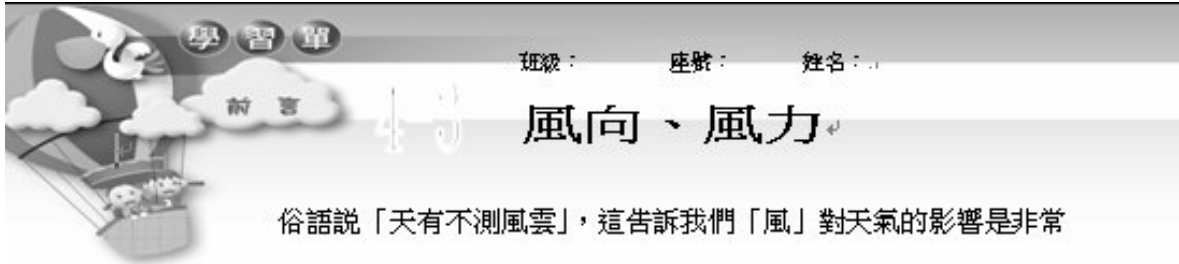 學習單
班級： 座號： 姓名：
前言
4-3
風向、風力
俗語說「天有不測風雲」，這告訴我們「風」對天氣的影響是非常